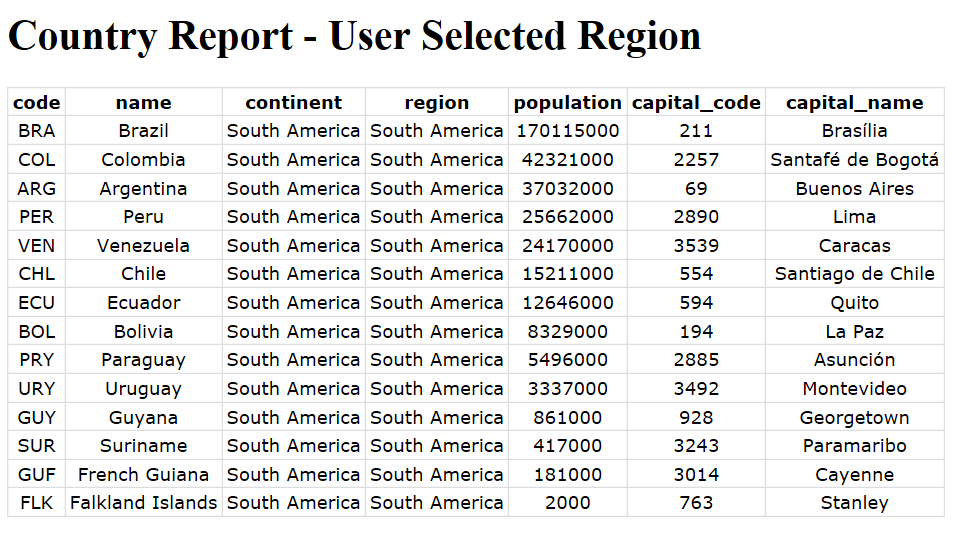 Country Report - User Selected Region
code name continent region population capital_code capital_name
BRA Brazil South America South America 170115000 211 Brasília
COL Colombia South America South America 42321000 2257 Santafé de Bogotá
ARG Argentina South America South America 37032000 69 Buenos Aires
PER Peru South America South America 25662000 2890 Lima
VEN Venezuela South America South America 24170000 3539 Caracas
CHL Chile South America South America 15211000 554 Santiago de Chile
ECU Ecuador South America South America 12646000 594 Quito
BOL Bolivia South America South America 8329000 194 La Paz
PRY Paraguay South America South America 5496000 2885 Asunción
URY Uruguay South America South America 3337000 3492 Montevideo
GUY Guyana South America South America 861000 928 Georgetown
SUR Suriname South America South America 417000 3243 Paramaribo
GUF French Guiana South America South America 181000 3014 Cayenne
FLK Falkland Islands South America South America 2000 763 Stanley